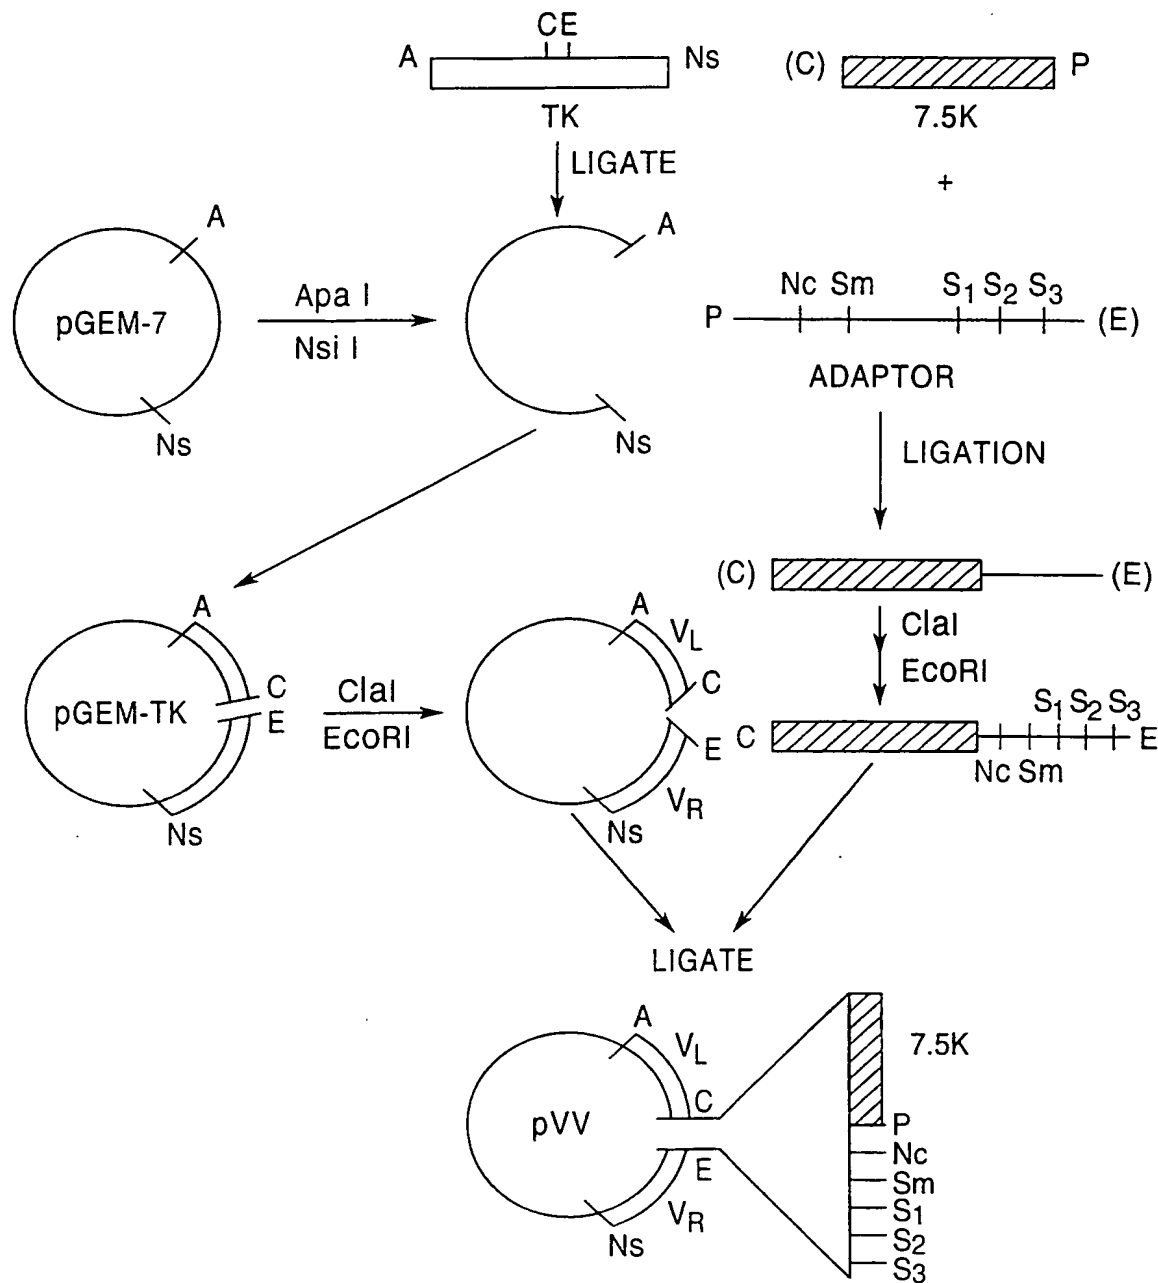 CE
A
Ns
TK
LIGATE
(C)
P
7.5K
+
A
pGEM-7
Ns
Apa I
Nsi I
A
Ns
Nc Sm
S1 S2 S3
P
(E)
ADAPTOR
LIGATION
(C)
(E)
ClaI
EcoRI
A
pGEM-TK
C
E
Ns
ClaI
EcoRI
A
VL
C
E
VR
Ns
C
S1 S2 S3
E
Nc Sm
LIGATE
A
VL
C
pVV
E
VR
Ns
7.5K
P
Nc
Sm
S1
S2
S3